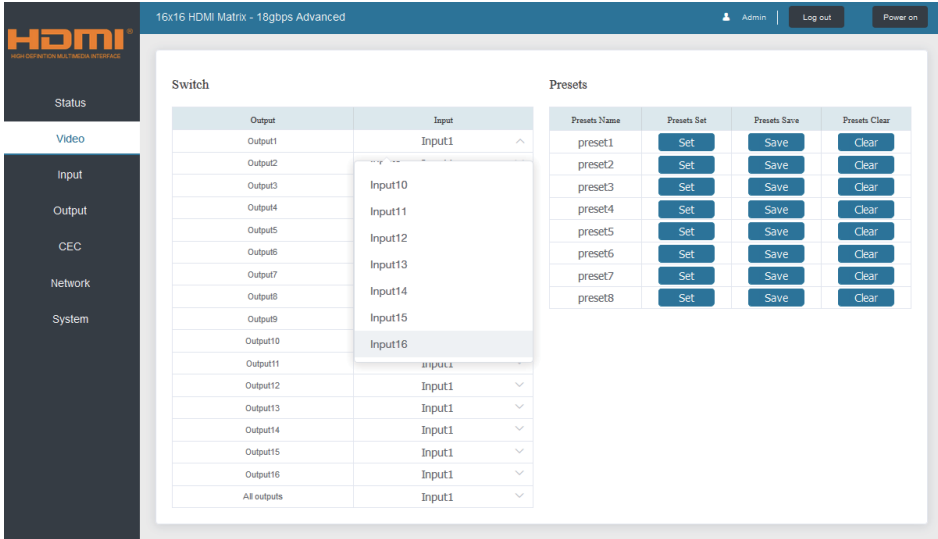 16x16 HDMI Matrix - 18gbps Advanced
Admin
Log out
Power on
HDMI®
HIGH-DEFINITION MULTIMEDIA INTERFACE
Status
Video
Input
Output
CEC
Network
System
Switch
Output Input
Output1 Input1
Output2
Output3
Output4
Output5
Output6
Output7
Output8
Output9
Output10
Output11 Input1
Output12 Input1
Output13 Input1
Output14 Input1
Output15 Input1
Output16 Input1
All outputs Input1
Input10
Input11
Input12
Input13
Input14
Input15
Input16
Presets
Presets Name Presets Set Presets Save Presets Clear
preset1 Set Save Clear
preset2 Set Save Clear
preset3 Set Save Clear
preset4 Set Save Clear
preset5 Set Save Clear
preset6 Set Save Clear
preset7 Set Save Clear
preset8 Set Save Clear